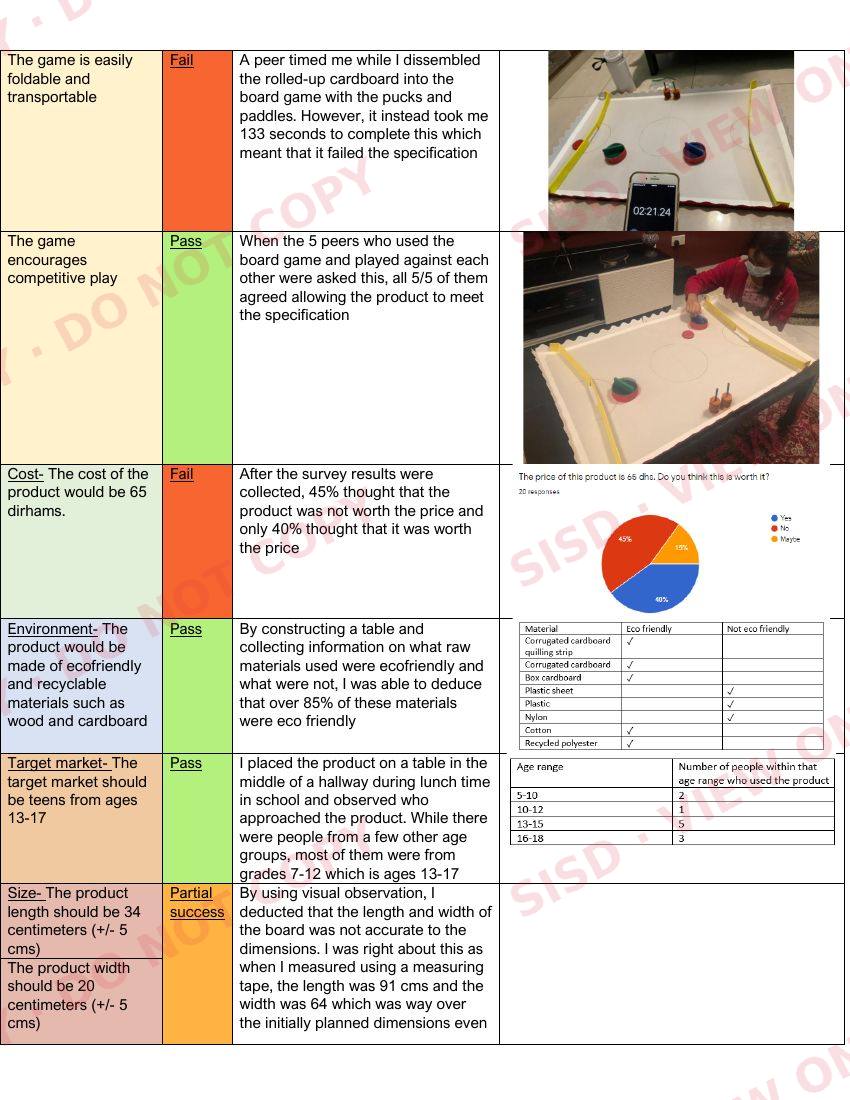 The game is easily
foldable and
transportable
Fail
A peer timed me while I dissembled
the rolled-up cardboard into the
board game with the pucks and
paddles. However, it instead took me
133 seconds to complete this which
meant that it failed the specification
02:21.24
The game
encourages
competitive play
Pass
When the 5 peers who used the
board game and played against each
other were asked this, all 5/5 of them
agreed allowing the product to meet
the specification
Cost- The cost of the
product would be 65
dirhams.
Fail
After the survey results were
collected, 45% thought that the
product was not worth the price and
only 40% thought that it was worth
the price
The price of this product is 65 dhs. Do you think this is worth it?
20 responses
Yes
No
Maybe
45%
15%
40%
Environment- The
product would be
made of ecofriendly
and recyclable
materials such as
wood and cardboard
Pass
By constructing a table and
collecting information on what raw
materials used were ecofriendly and
what were not, I was able to deduce
that over 85% of these materials
were eco friendly
Material Eco friendly Not eco friendly
Corrugated cardboard ✓
quilling strip
Corrugated cardboard ✓
Box cardboard ✓
Plastic sheet ✓
Plastic ✓
Nylon ✓
Cotton ✓
Recycled polyester ✓
Target market- The
target market should
be teens from ages
13-17
Pass
I placed the product on a table in the
middle of a hallway during lunch time
in school and observed who
approached the product. While there
were people from a few other age
groups, most of them were from
grades 7-12 which is ages 13-17
Age range Number of people within that
age range who used the product
5-10 2
10-12 1
13-15 5
16-18 3
Size- The product
length should be 34
centimeters (+/- 5
cms)
The product width
should be 20
centimeters (+/- 5
cms)
Partial
success
By using visual observation, I
deducted that the length and width of
the board was not accurate to the
dimensions. I was right about this as
when I measured using a measuring
tape, the length was 91 cms and the
width was 64 which was way over
the initially planned dimensions even
SISD · VIEW ON
Y · DO NOT COPY